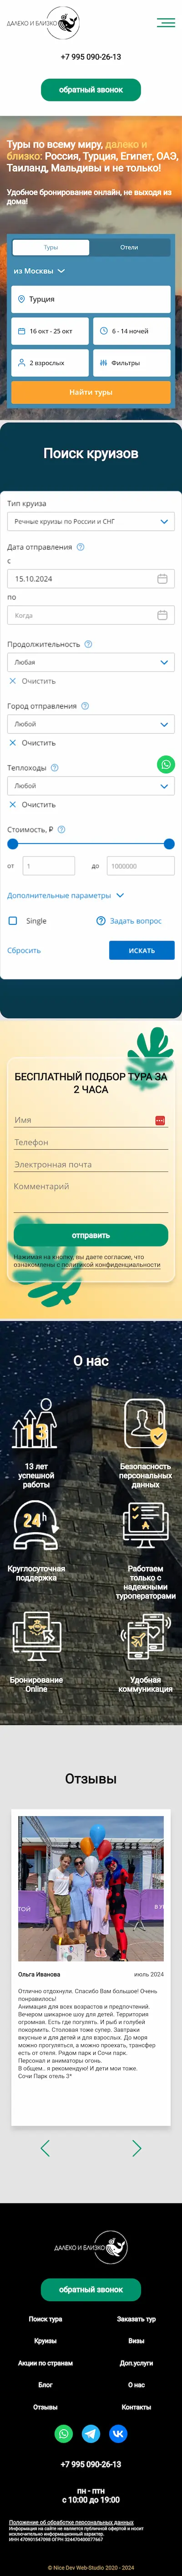 ДАЛЕКО И БЛИЗКО
+7 995 090-26-13
обратный звонок
Туры по всему миру, далеко и
близко: Россия, Турция, Египет, ОАЭ,
Таиланд, Мальдивы и не только!
Удобное бронирование онлайн, не выходя из
дома!
Туры Отели
из Москвы
Турция
16 окт - 25 окт 6 - 14 ночей
2 взрослых Фильтры
Найти туры
Поиск круизов
Тип круиза
Речные круизы по России и СНГ
Дата отправления ?
с
15.10.2024
по
Когда
Продолжительность ?
Любая
Очистить
Город отправления ?
Любой
Очистить
Теплоходы ?
Любой
Очистить
Стоимость, ₽ ?
от 1 до 1000000
Дополнительные параметры
Single ? Задать вопрос
Сбросить ИСКАТЬ
БЕСПЛАТНЫЙ ПОДБОР ТУРА ЗА
2 ЧАСА
Имя
Телефон
Электронная почта
Комментарий
отправить
Нажимая на кнопку, вы даете согласие, что
ознакомлены с политикой конфиденциальности
О нас
13
13 лет
успешной
работы
Безопасность
персональных
данных
24h
Круглосуточная
поддержка
Работаем
только с
надежными
туроператорами
Бронирование
Online
Удобная
коммуникация
Отзывы
Ольга Иванова июль 2024
Отлично отдохнули. Спасибо Вам большое! Очень
понравилось!
Анимация для всех возрастов и предпочтений.
Вечером шикарное шоу для детей. Территория
огромная. Есть где погулять. И рыб и голубей
покормить. Столовая тоже супер. Завтраки
вкусные и для детей и для взрослых. До моря
можно прогуляться, а можно проехать, трансфер
есть от отеля. Рядом парк и Сочи парк.
Персонал и аниматоры огонь.
В общем.. я рекомендую! И дети мои тоже.
Сочи Парк отель 3*
ДАЛЕКО И БЛИЗКО
обратный звонок
Поиск тура Заказать тур
Круизы Визы
Акции по странам Доп.услуги
Блог О нас
Отзывы Контакты
+7 995 090-26-13
пн - птн
с 10:00 до 19:00
Положение об обработке персональных данных
Информация на сайте не является публичной офертой и носит
исключительно информационный характер.
ИНН 470901547098 ОГРН 324470400077667
© Nice Dev Web-Studio 2020 - 2024